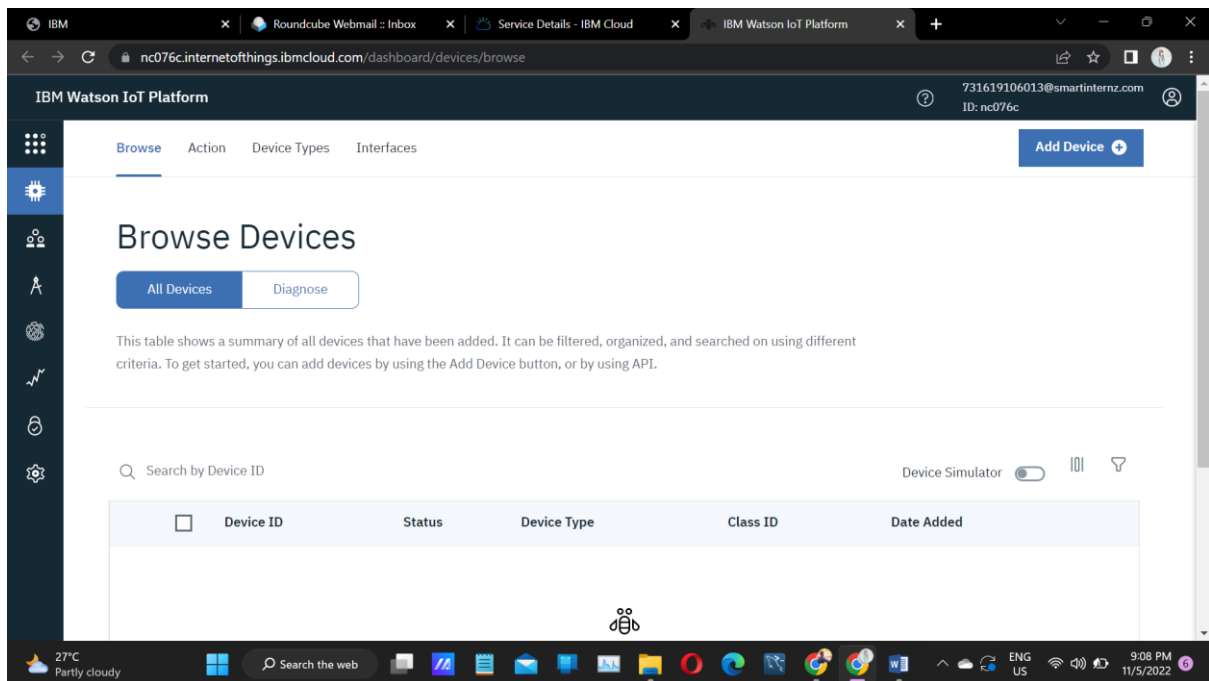 IBM
Roundcube Webmail :: Inbox
Service Details - IBM Cloud
IBM Watson IoT Platform
nc076c.internetofthings.ibmcloud.com/dashboard/devices/browse
IBM Watson IoT Platform
731619106013@smartinternz.com
ID: nc076c
Browse Action Device Types Interfaces
Add Device
Browse Devices
All Devices Diagnose
This table shows a summary of all devices that have been added. It can be filtered, organized, and searched on using different
criteria. To get started, you can add devices by using the Add Device button, or by using API.
Search by Device ID
Device Simulator
Device ID Status Device Type Class ID Date Added
27°C
Partly cloudy
Search the web
ENG
US
9:08 PM
11/5/2022
6